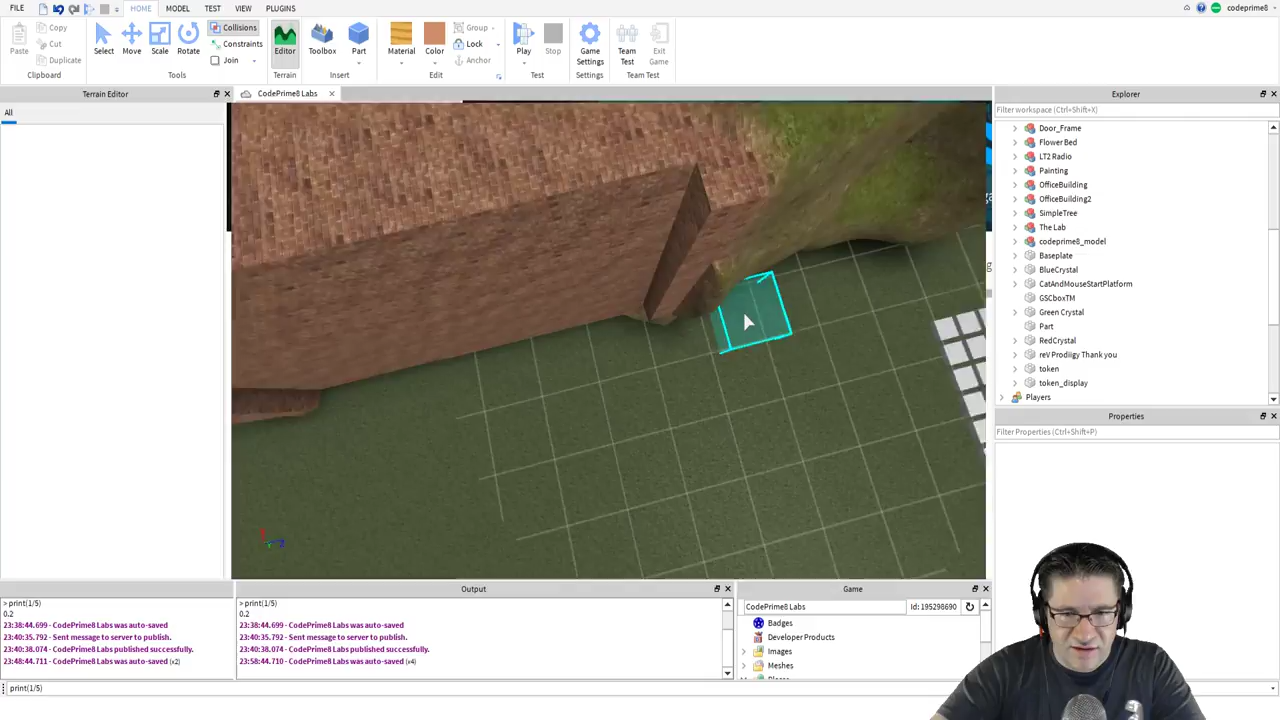 FILE HOME MODEL TEST VIEW PLUGINS codeprime8
Paste Copy Cut Duplicate Select Move Scale Rotate Collisions Constraints Join Editor Toolbox Part Material Color Group Lock Anchor Play Stop Game Settings Team Test Exit Game
Clipboard Tools Terrain Insert Edit Test Settings Team Test
Terrain Editor
All
CodePrime8 Labs
Explorer
Filter workspace (Ctrl+Shift+X)
Door_Frame
Flower Bed
LT2 Radio
Painting
OfficeBuilding
OfficeBuilding2
SimpleTree
The Lab
codeprime8_model
Baseplate
BlueCrystal
CatAndMouseStartPlatform
GSCboxTM
Green Crystal
Part
RedCrystal
reV Prodiigy Thank you
token
token_display
Players
Properties
Filter Properties (Ctrl+Shift+P)
> print(1/5)
0.2
23:38:44.699 - CodePrime8 Labs was auto-saved
23:40:35.792 - Sent message to server to publish.
23:40:38.074 - CodePrime8 Labs published successfully.
23:48:44.711 - CodePrime8 Labs was auto-saved (x2)
Output
> print(1/5)
0.2
23:38:44.699 - CodePrime8 Labs was auto-saved
23:40:35.792 - Sent message to server to publish.
23:40:38.074 - CodePrime8 Labs published successfully.
23:58:44.710 - CodePrime8 Labs was auto-saved (x4)
Game
CodePrime8 Labs Id: 195298690
Badges
Developer Products
Images
Meshes
print(1/5)